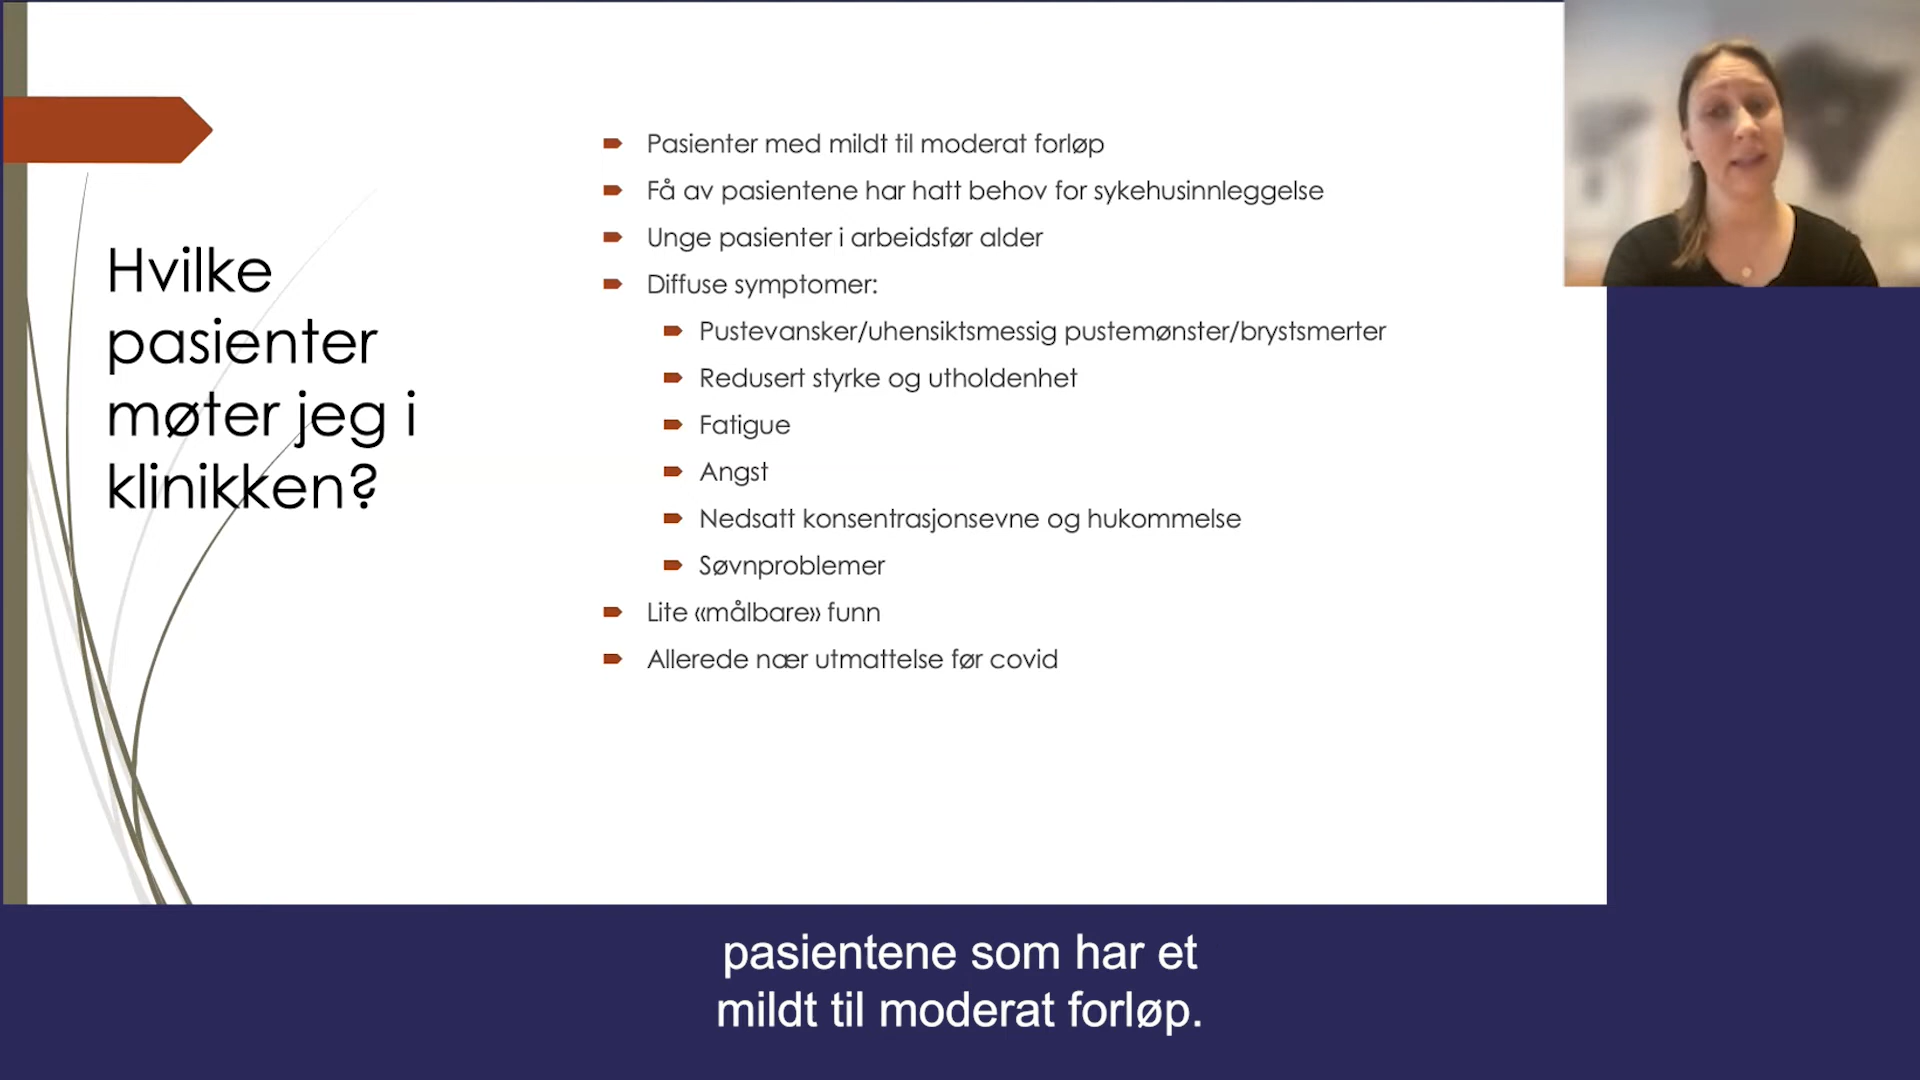 Hvilke
pasienter
møter jeg i
klinikken?
Pasienter med mildt til moderat forløp
Få av pasientene har hatt behov for sykehusinnleggelse
Unge pasienter i arbeidsfør alder
Diffuse symptomer:
Pustevansker/uhensiktsmessig pustemønster/brystsmerter
Redusert styrke og utholdenhet
Fatigue
Angst
Nedsatt konsentrasjonsevne og hukommelse
Søvnproblemer
Lite «målbare» funn
Allerede nær utmattelse før covid
pasientene som har et
mildt til moderat forløp.